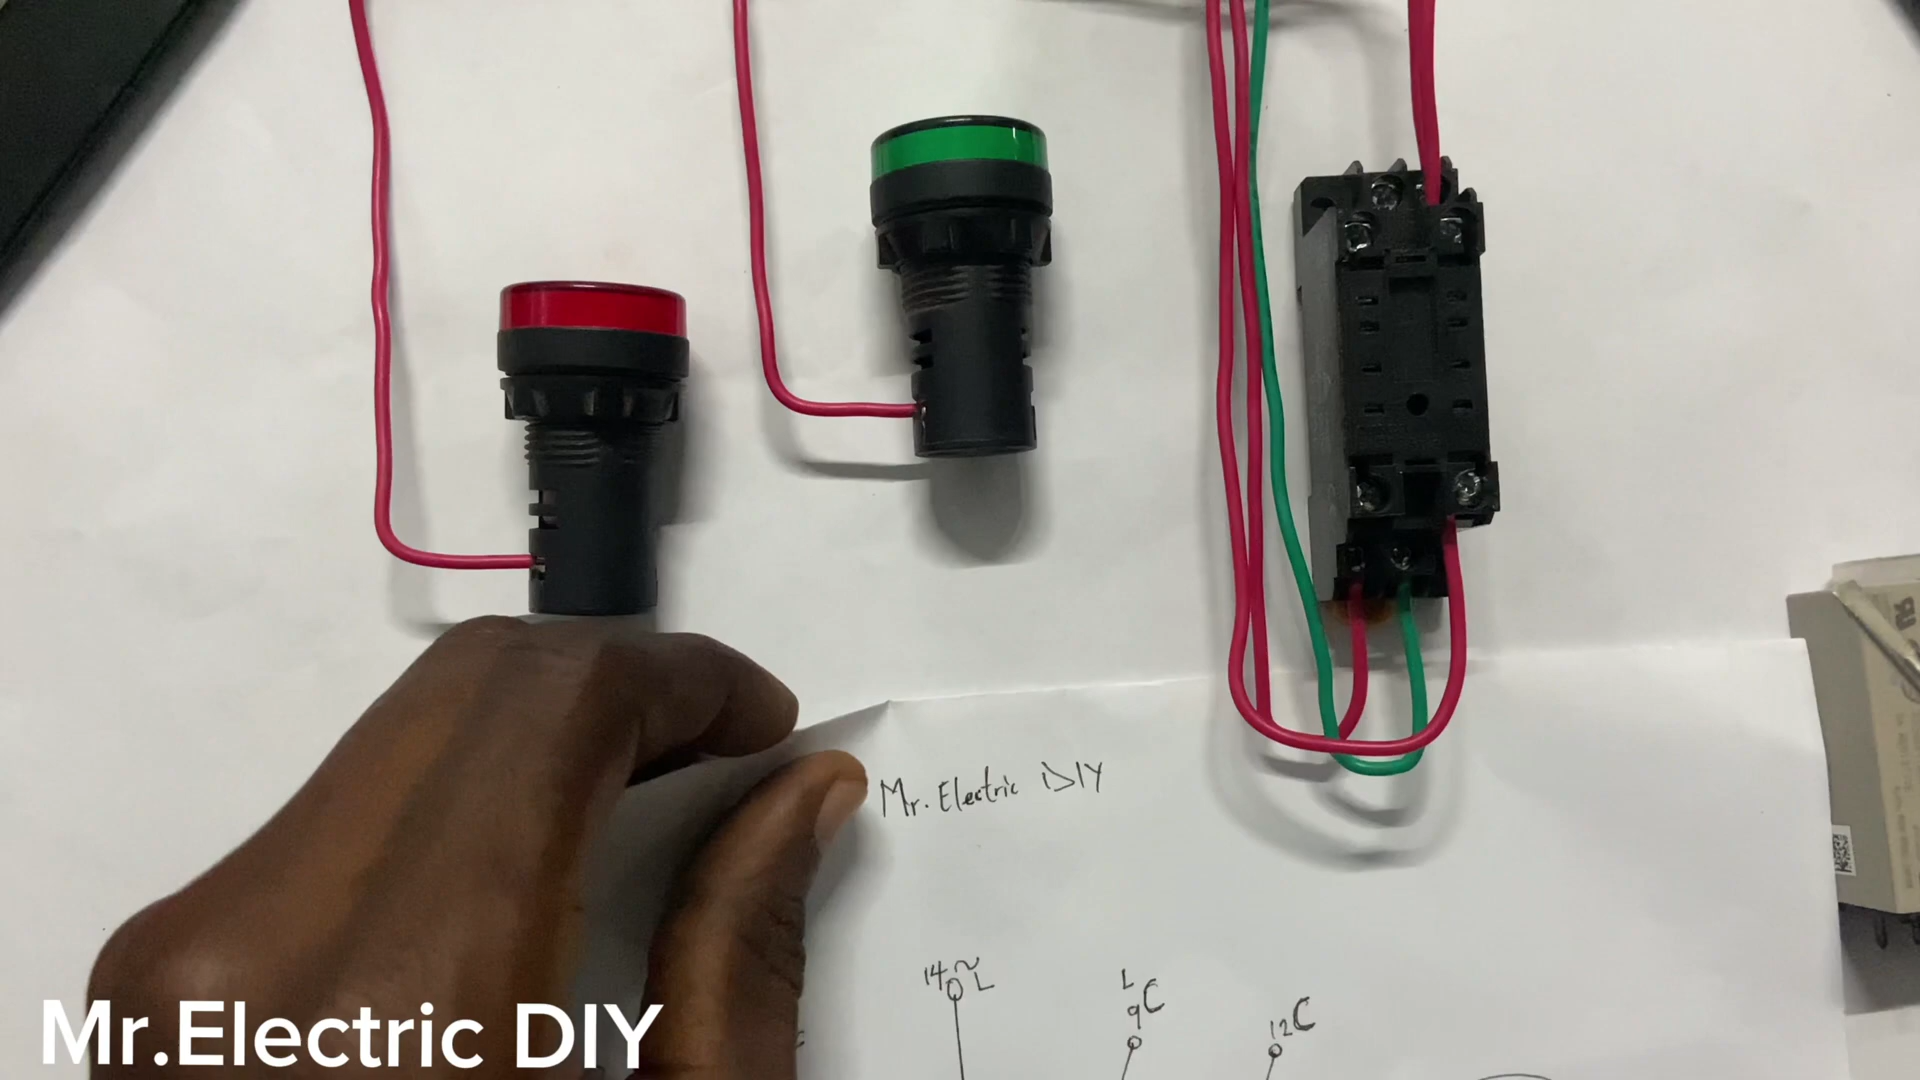 Mr. Electric DIY
14 ~
L
L
9 C
12 C
Mr.Electric DIY